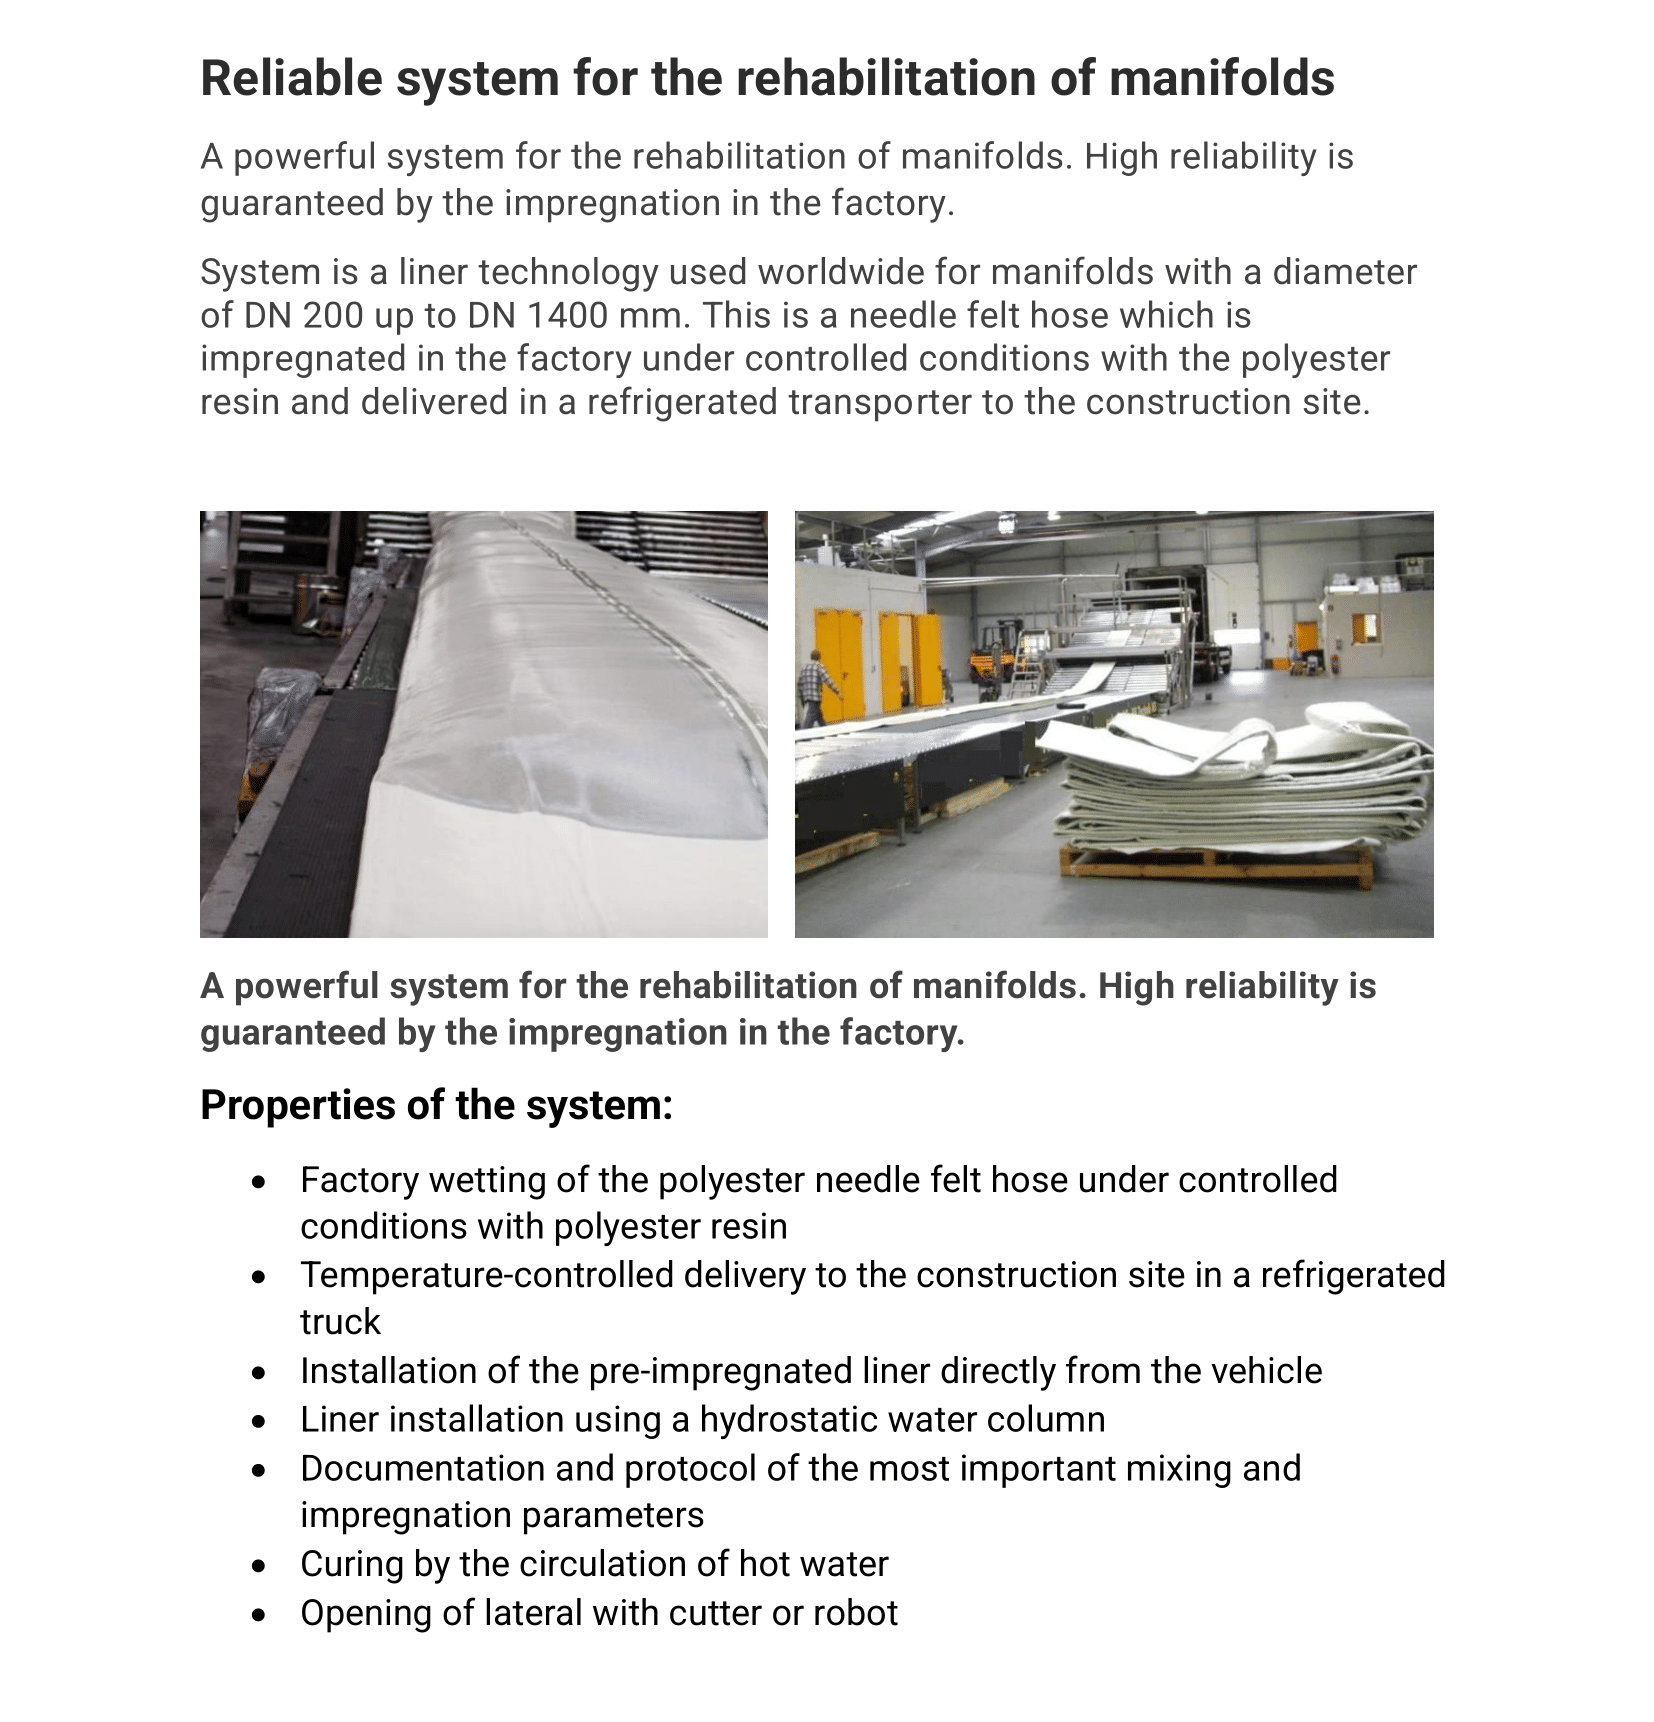 Reliable system for the rehabilitation of manifolds
A powerful system for the rehabilitation of manifolds. High reliability is
guaranteed by the impregnation in the factory.
System is a liner technology used worldwide for manifolds with a diameter
of DN 200 up to DN 1400 mm. This is a needle felt hose which is
impregnated in the factory under controlled conditions with the polyester
resin and delivered in a refrigerated transporter to the construction site.
A powerful system for the rehabilitation of manifolds. High reliability is
guaranteed by the impregnation in the factory.
Properties of the system:
• Factory wetting of the polyester needle felt hose under controlled
conditions with polyester resin
• Temperature-controlled delivery to the construction site in a refrigerated
truck
• Installation of the pre-impregnated liner directly from the vehicle
• Liner installation using a hydrostatic water column
• Documentation and protocol of the most important mixing and
impregnation parameters
• Curing by the circulation of hot water
• Opening of lateral with cutter or robot